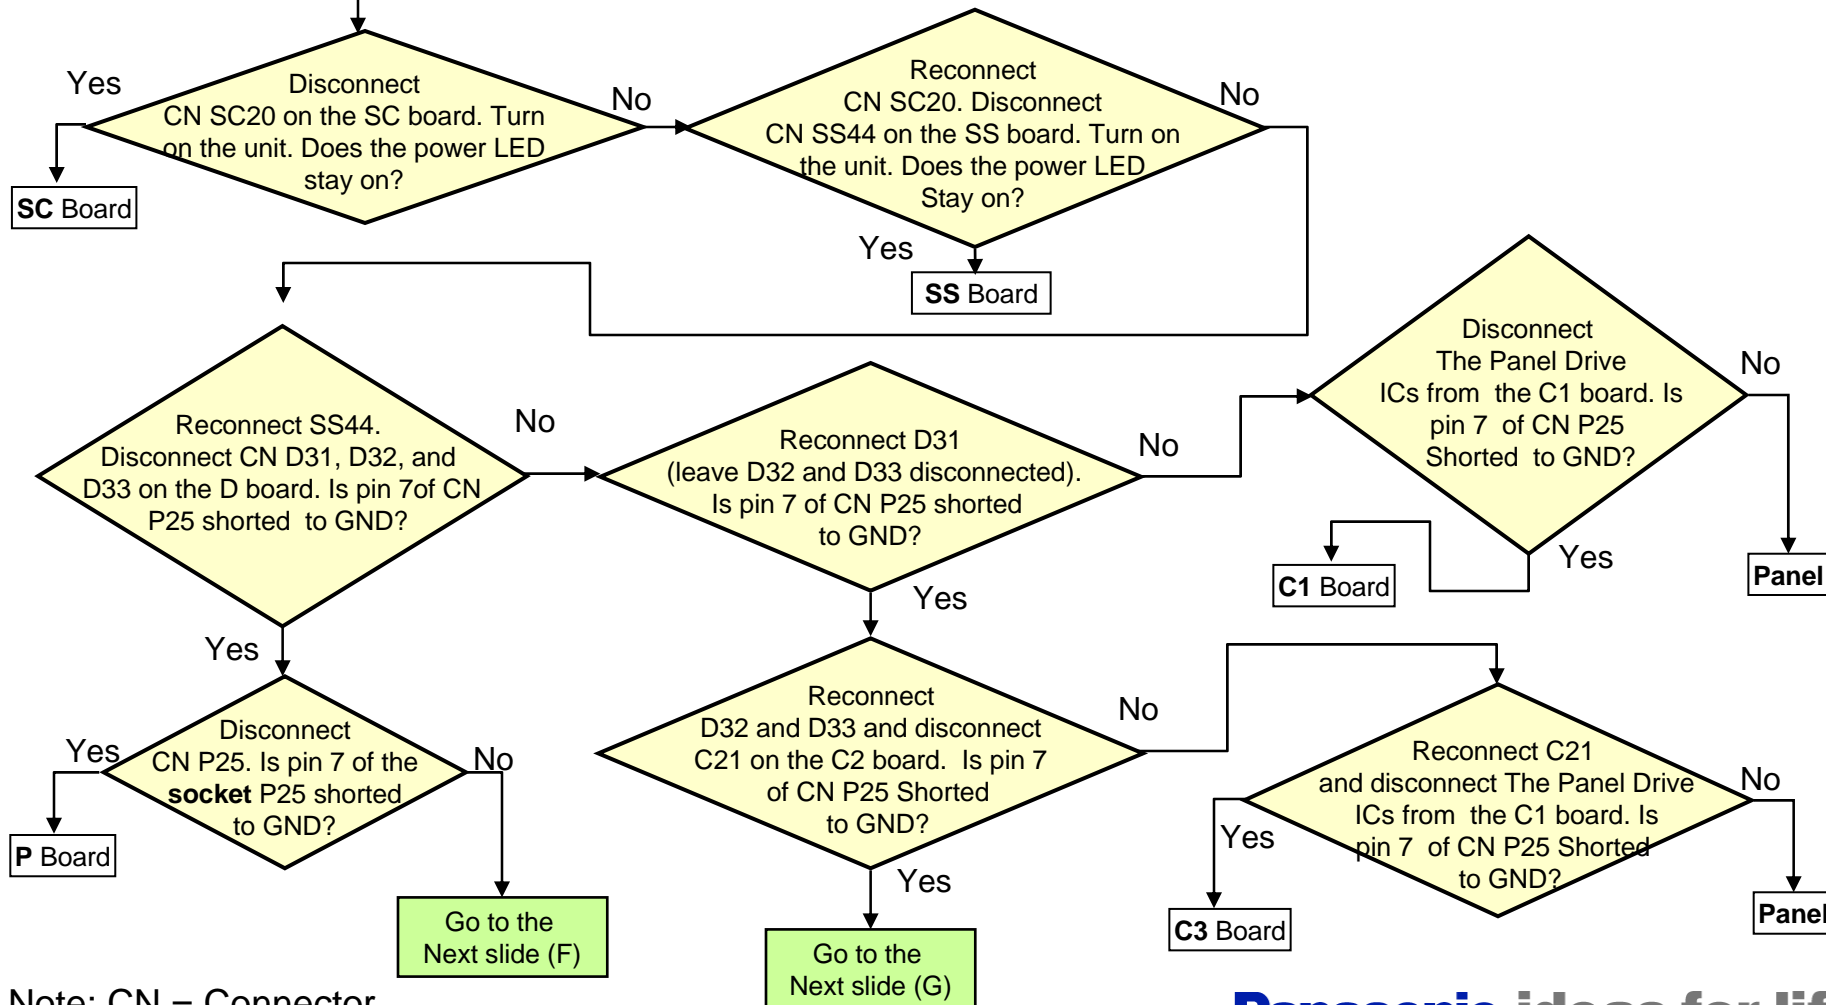 Yes
Disconnect
CN SC20 on the SC board. Turn
on the unit. Does the power LED
stay on?
No
SC Board
Reconnect
CN SC20. Disconnect
CN SS44 on the SS board. Turn on
the unit. Does the power LED
Stay on?
No
Yes
SS Board
Reconnect SS44.
Disconnect CN D31, D32, and
D33 on the D board. Is pin 7of CN
P25 shorted to GND?
No
Yes
Reconnect D31
(leave D32 and D33 disconnected).
Is pin 7 of CN P25 shorted
to GND?
No
Yes
Disconnect
The Panel Drive
ICs from the C1 board. Is
pin 7 of CN P25
Shorted to GND?
No
Yes
C1 Board
Panel
Disconnect
CN P25. Is pin 7 of the
socket P25 shorted
to GND?
Yes
No
P Board
Go to the
Next slide (F)
Reconnect
D32 and D33 and disconnect
C21 on the C2 board. Is pin 7
of CN P25 Shorted
to GND?
No
Yes
Go to the
Next slide (G)
Reconnect C21
and disconnect The Panel Drive
ICs from the C1 board. Is
pin 7 of CN P25 Shorted
to GND?
No
Yes
C3 Board
Panel
Note: CN = Connector
Panasonic ideas for lif